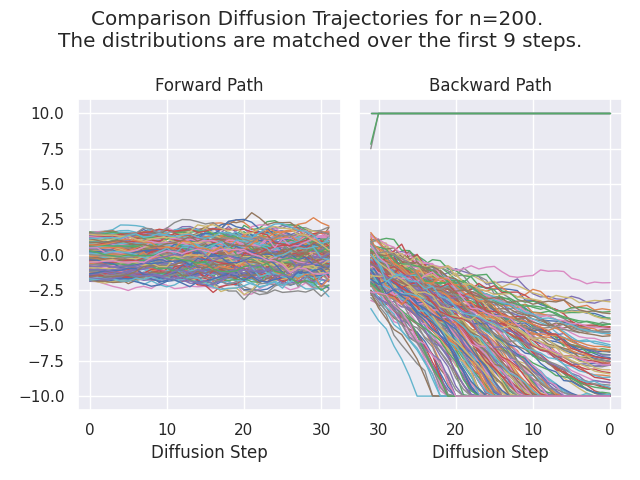 Comparison Diffusion Trajectories for n=200.
The distributions are matched over the first 9 steps.
Forward Path
Backward Path
10.0
7.5
5.0
2.5
0.0
−2.5
−5.0
−7.5
−10.0
0 10 20 30
30 20 10 0
Diffusion Step
Diffusion Step